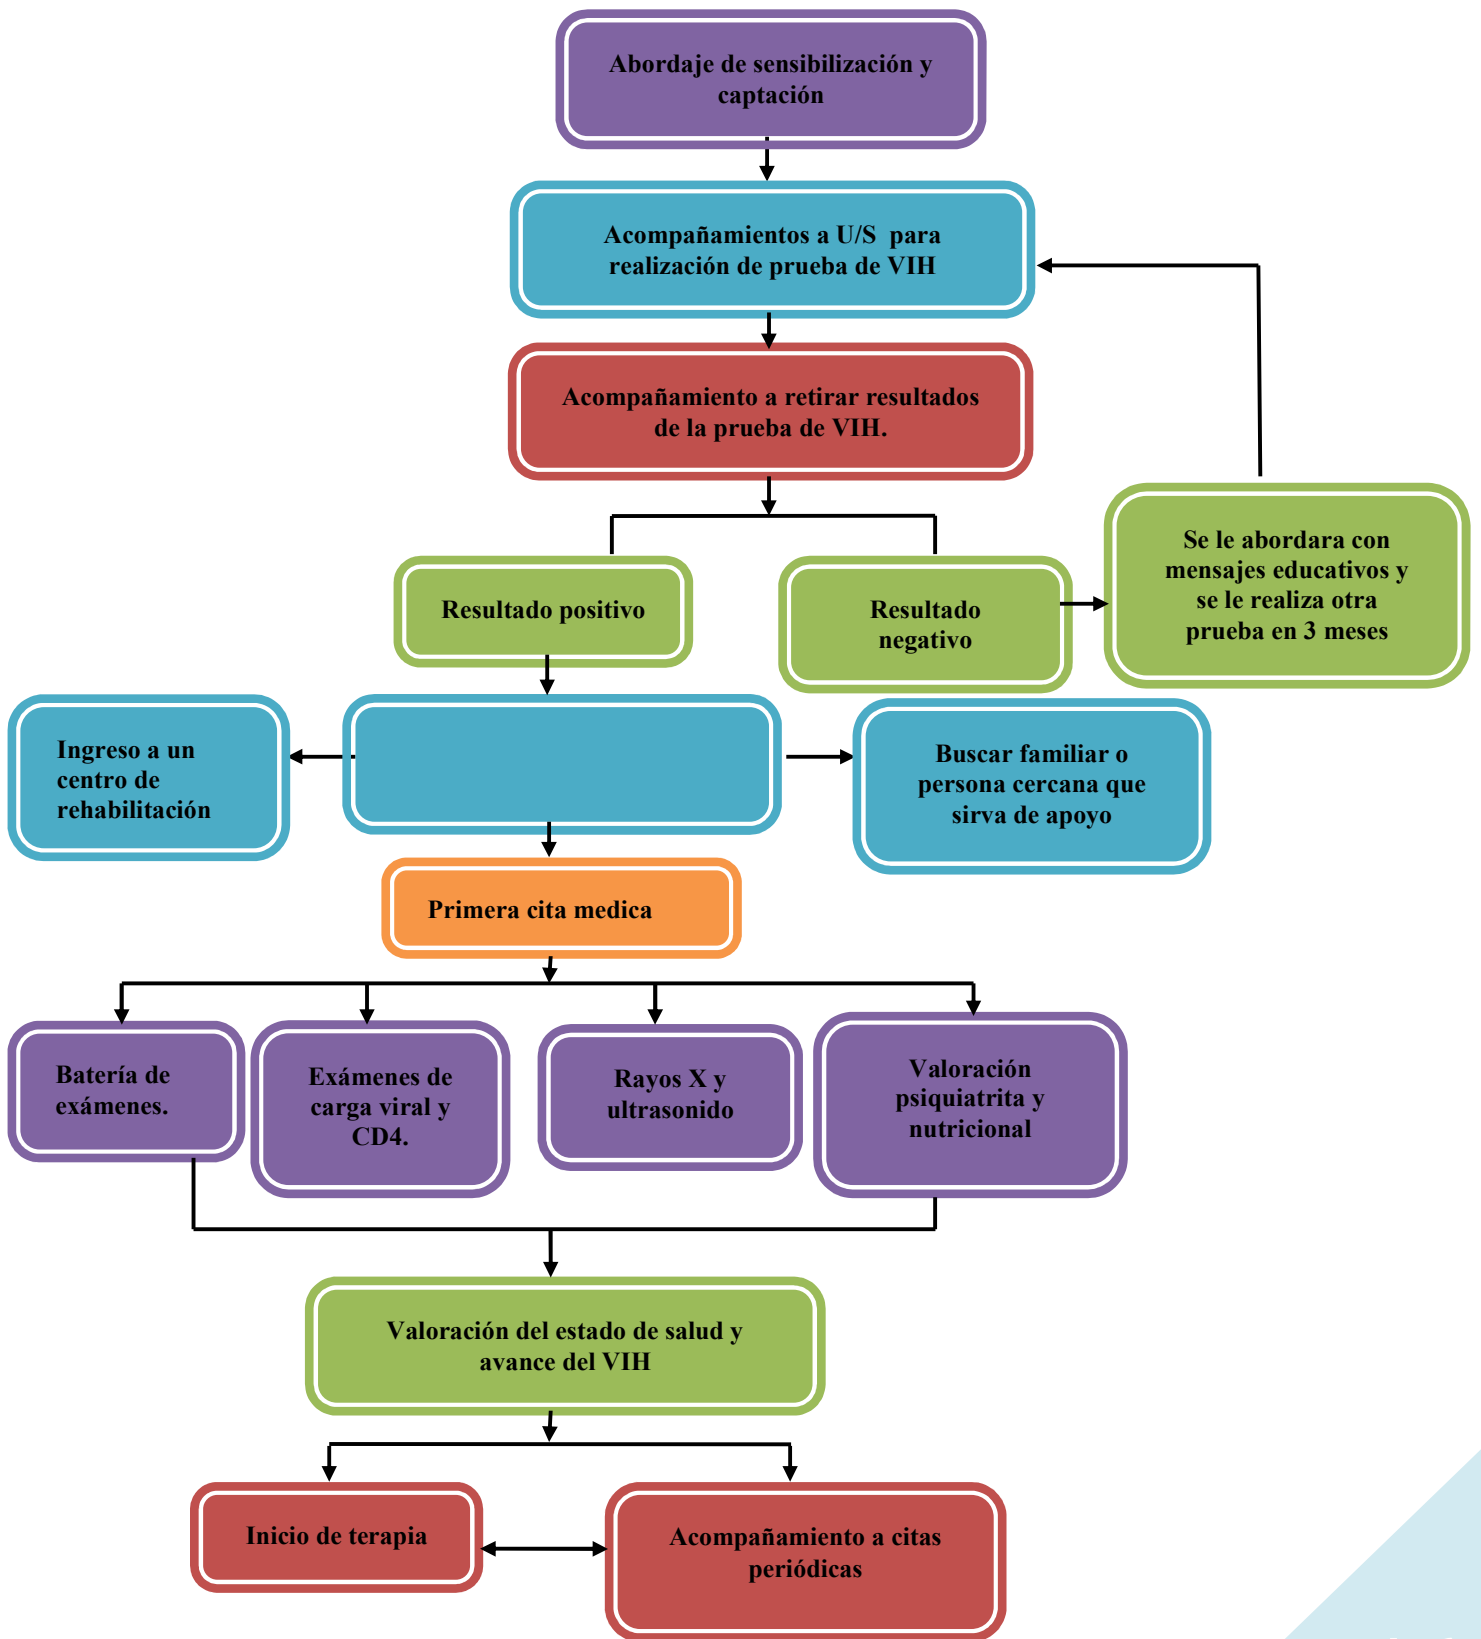 Abordaje de sensibilización y
captación
Acompañamientos a U/S para
realización de prueba de VIH
Acompañamiento a retirar resultados
de la prueba de VIH.
Se le abordara con
mensajes educativos y
se le realiza otra
prueba en 3 meses
Resultado positivo
Resultado
negativo
Ingreso a un
centro de
rehabilitación
Buscar familiar o
persona cercana que
sirva de apoyo
Primera cita medica
Batería de
exámenes.
Exámenes de
carga viral y
CD4.
Rayos X y
ultrasonido
Valoración
psiquiatrita y
nutricional
Valoración del estado de salud y
avance del VIH
Inicio de terapia
Acompañamiento a citas
periódicas